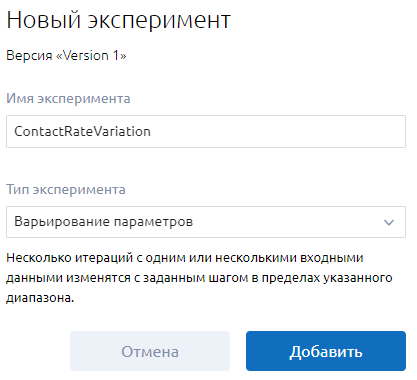 Новый эксперимент
Версия «Version 1»
Имя эксперимента
ContactRateVariation
Тип эксперимента
Варьирование параметров
Несколько итераций с одним или несколькими входными
данными изменятся с заданным шагом в пределах указанного
диапазона.
Отмена
Добавить